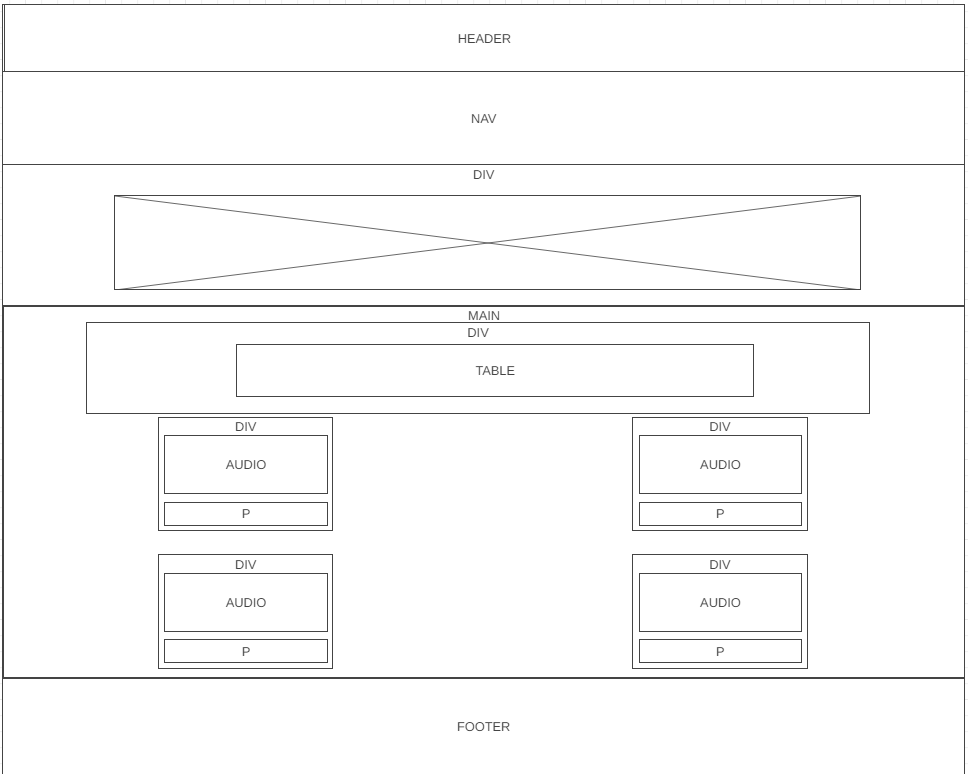 HEADER
NAV
DIV
MAIN
DIV
TABLE
DIV
AUDIO
P
DIV
AUDIO
P
DIV
AUDIO
P
DIV
AUDIO
P
FOOTER